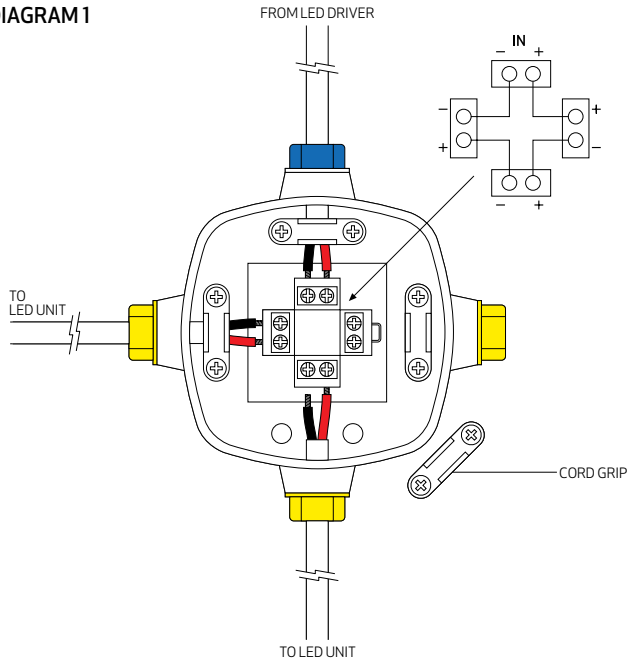 DIAGRAM 1
FROM LED DRIVER
IN
- +
- +
+ -
- +
TO
LED UNIT
CORD GRIP
TO LED UNIT